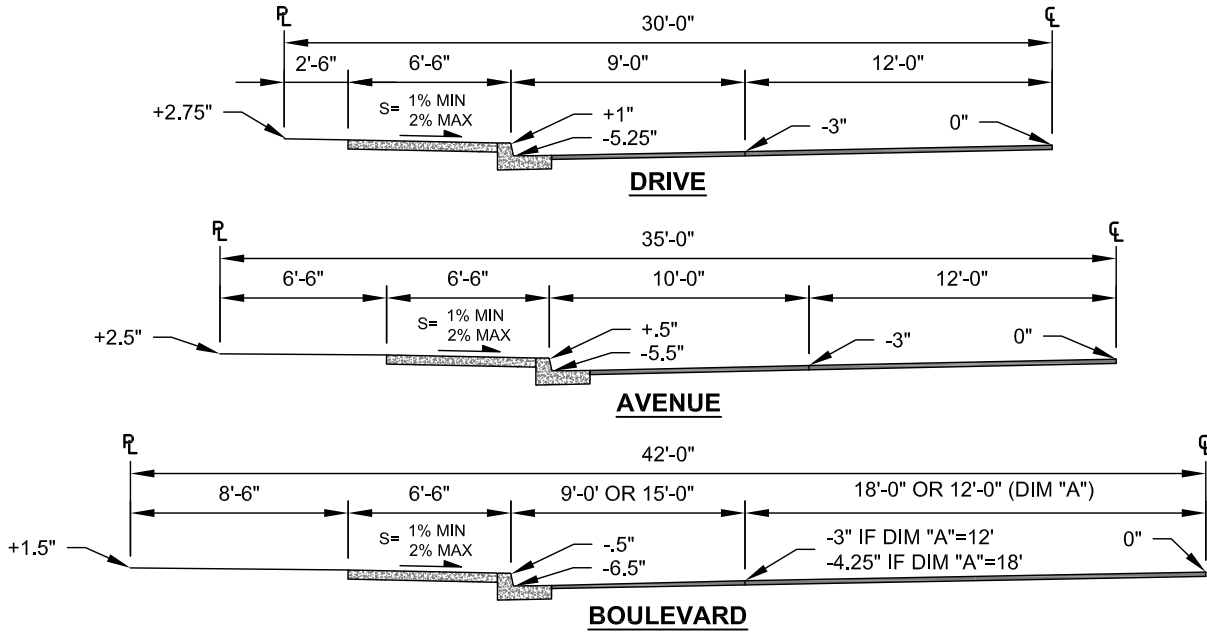 PL CL
30'-0"
2'-6" 6'-6" 9'-0" 12'-0"
+2.75" S= 1% MIN
2% MAX
+1"
-5.25"
-3" 0"
DRIVE
PL CL
35'-0"
6'-6" 6'-6" 10'-0" 12'-0"
+2.5" S= 1% MIN
2% MAX
+.5"
-5.5"
-3" 0"
AVENUE
PL CL
42'-0"
8'-6" 6'-6" 9'-0' OR 15'-0" 18'-0" OR 12'-0" (DIM "A")
+1.5" S= 1% MIN
2% MAX
-.5"
-6.5"
-3" IF DIM "A"=12'
-4.25" IF DIM "A"=18'
0"
BOULEVARD